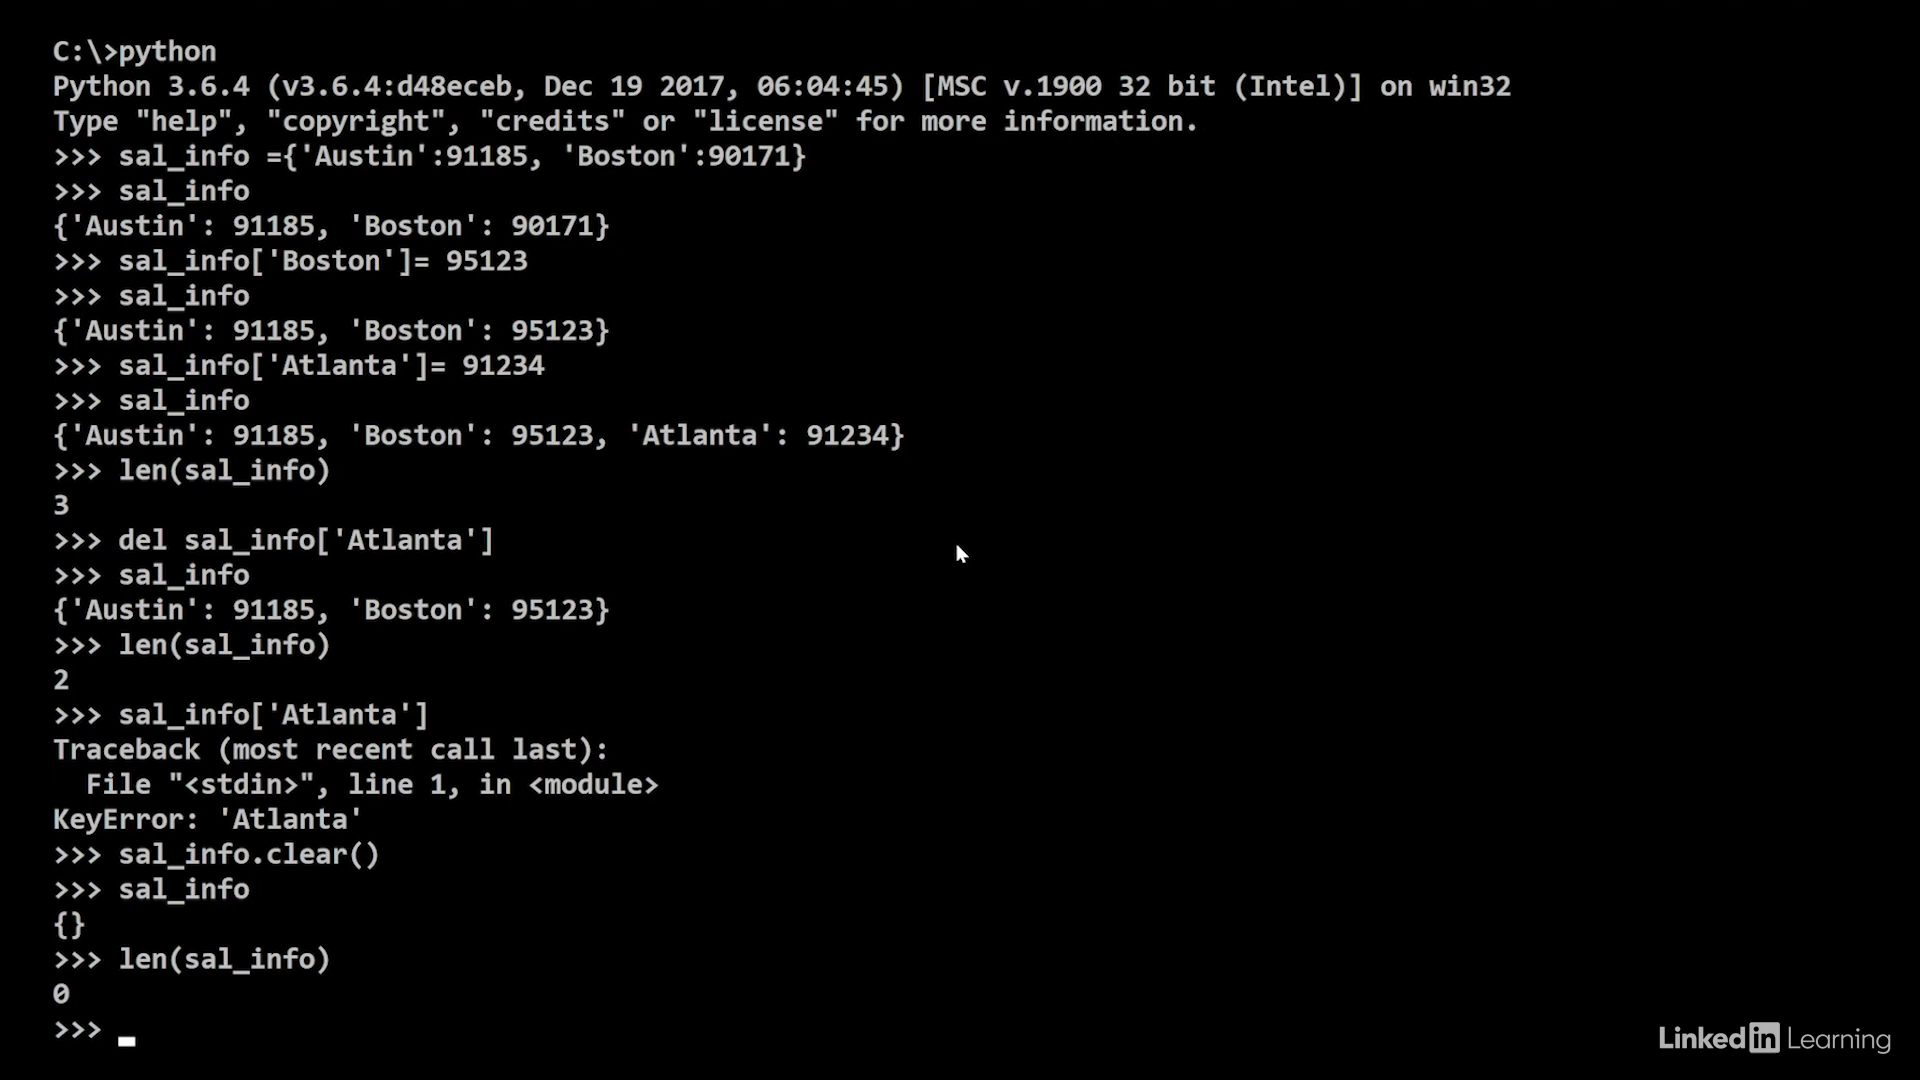 C:\>python
Python 3.6.4 (v3.6.4:d48eceb, Dec 19 2017, 06:04:45) [MSC v.1900 32 bit (Intel)] on win32
Type "help", "copyright", "credits" or "license" for more information.
>>> sal_info ={'Austin':91185, 'Boston':90171}
>>> sal_info
{'Austin': 91185, 'Boston': 90171}
>>> sal_info['Boston']= 95123
>>> sal_info
{'Austin': 91185, 'Boston': 95123}
>>> sal_info['Atlanta']= 91234
>>> sal_info
{'Austin': 91185, 'Boston': 95123, 'Atlanta': 91234}
>>> len(sal_info)
3
>>> del sal_info['Atlanta']
>>> sal_info
{'Austin': 91185, 'Boston': 95123}
>>> len(sal_info)
2
>>> sal_info['Atlanta']
Traceback (most recent call last):
  File "<stdin>", line 1, in <module>
KeyError: 'Atlanta'
>>> sal_info.clear()
>>> sal_info
{}
>>> len(sal_info)
0
>>>
LinkedIn Learning